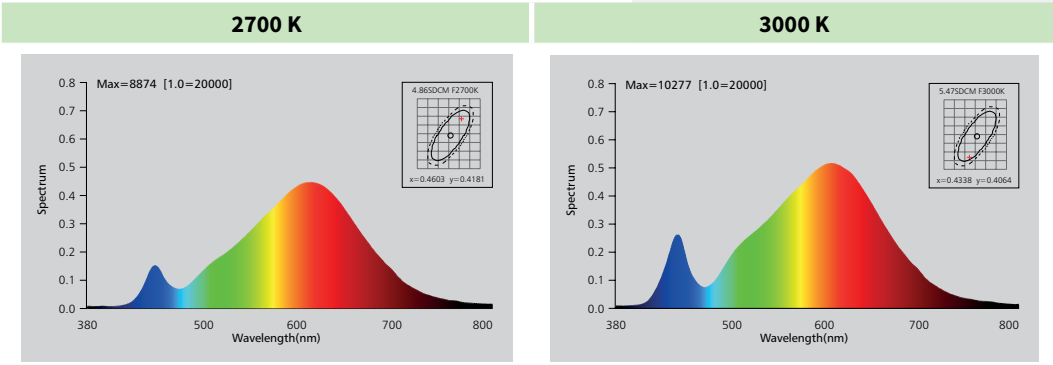 2700 K
Max=8874 [1.0=20000]
4.86SDCM F2700K
x=0.4603 y=0.4181
Spectrum
0.8
0.7
0.6
0.5
0.4
0.3
0.2
0.1
0.0
380 500 600 700 800
Wavelength(nm)
3000 K
Max=10277 [1.0=20000]
5.47SDCM F3000K
x=0.4338 y=0.4064
Spectrum
0.8
0.7
0.6
0.5
0.4
0.3
0.2
0.1
0.0
380 500 600 700 800
Wavelength(nm)